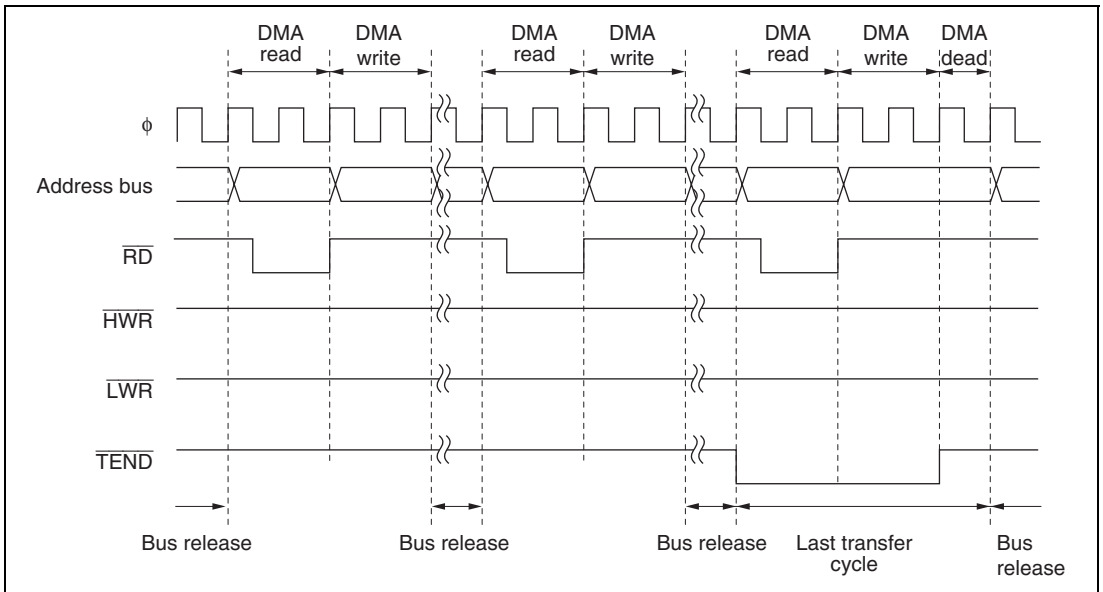 DMA read
DMA write
DMA read
DMA write
DMA read
DMA write
DMA dead
φ
Address bus
RD
HWR
LWR
TEND
Bus release
Bus release
Bus release
Last transfer cycle
Bus release